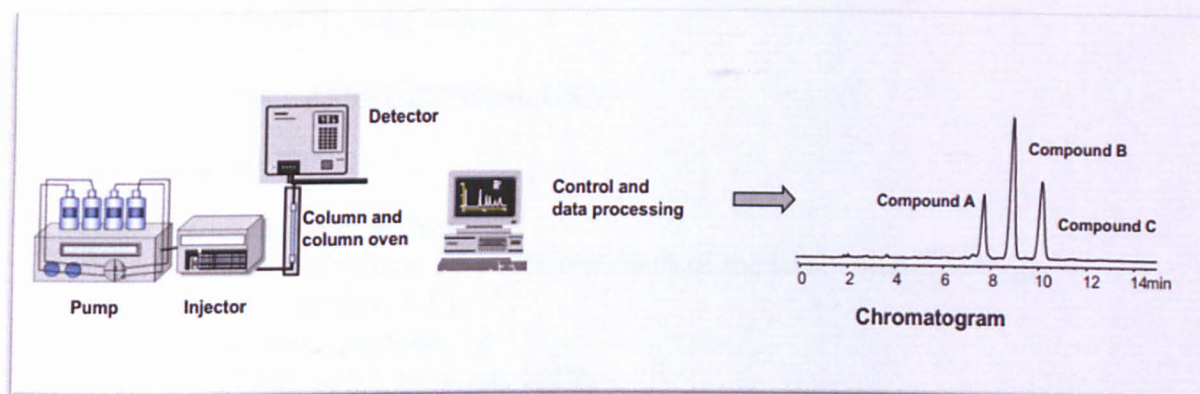 Detector
Column and
column oven
Pump
Injector
Control and
data processing
Compound A
Compound B
Compound C
0 2 4 6 8 10 12 14min
Chromatogram